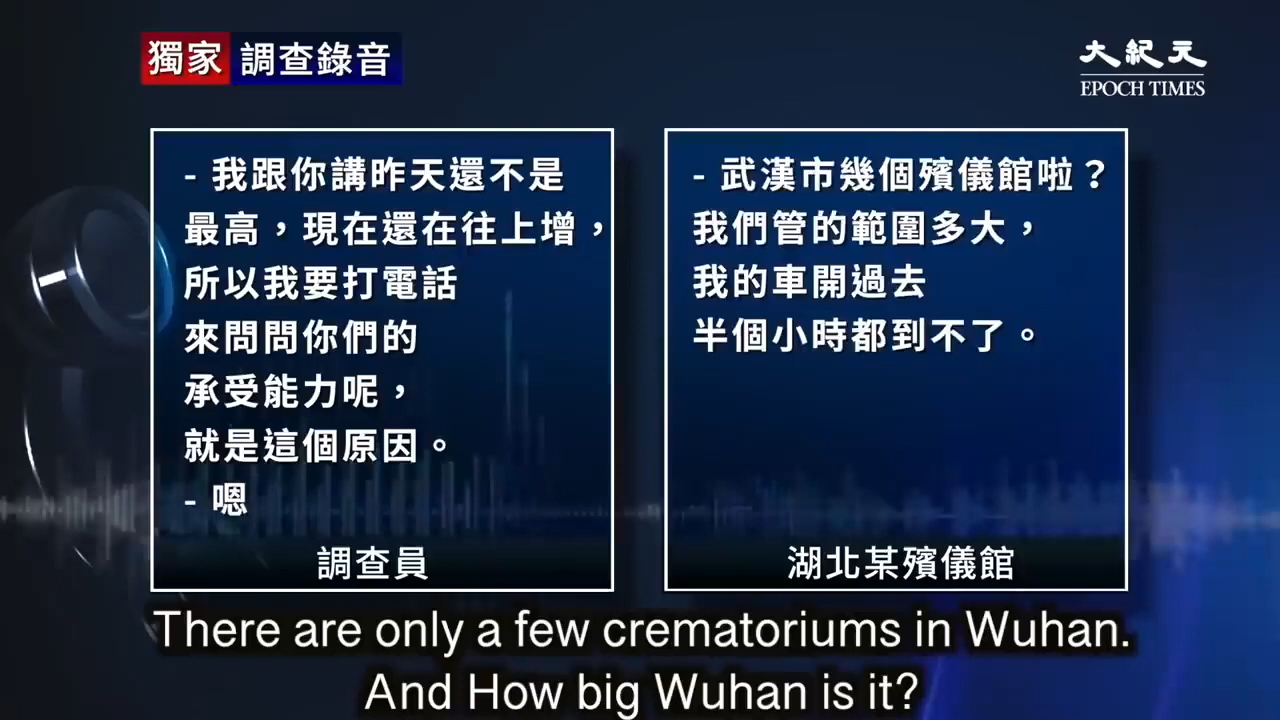 獨家 調查錄音
大紀元
EPOCH TIMES
- 我跟你講昨天還不是
最高，現在還在往上增，
所以我要打電話
來問問你們的
承受能力呢，
就是這個原因。
- 嗯
調查員
- 武漢市幾個殯儀館啦？
我們管的範圍多大，
我的車開過去
半個小時都到不了。
湖北某殯儀館
There are only a few crematoriums in Wuhan.
And How big Wuhan is it?